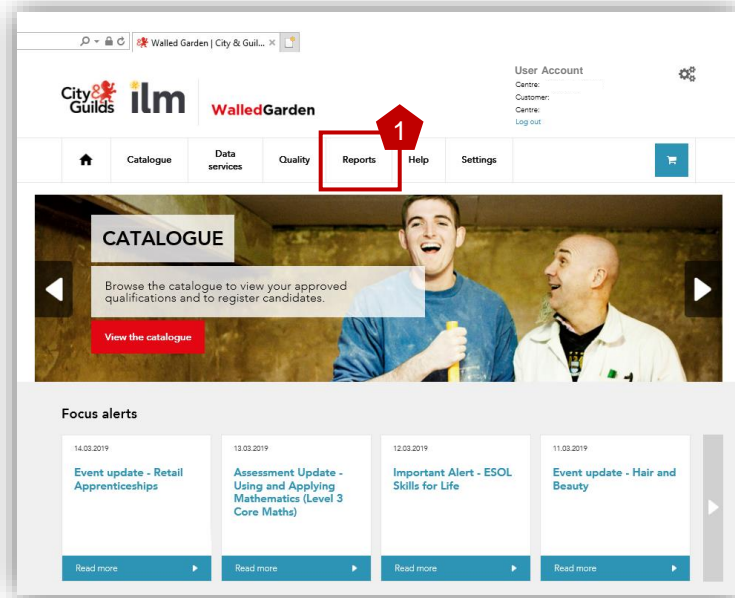 Walled Garden | City & Guil...
User Account
Centre:
Customer:
Centre:
Log out
City& Guilds
ilm
WalledGarden
1
Catalogue
Data services
Quality
Reports
Help
Settings
CATALOGUE
Browse the catalogue to view your approved
qualifications and to register candidates.
View the catalogue
Focus alerts
14.03.2019
Event update - Retail
Apprenticeships
Read more
13.03.2019
Assessment Update -
Using and Applying
Mathematics (Level 3
Core Maths)
Read more
12.03.2019
Important Alert - ESOL
Skills for Life
Read more
11.03.2019
Event update - Hair and
Beauty
Read more